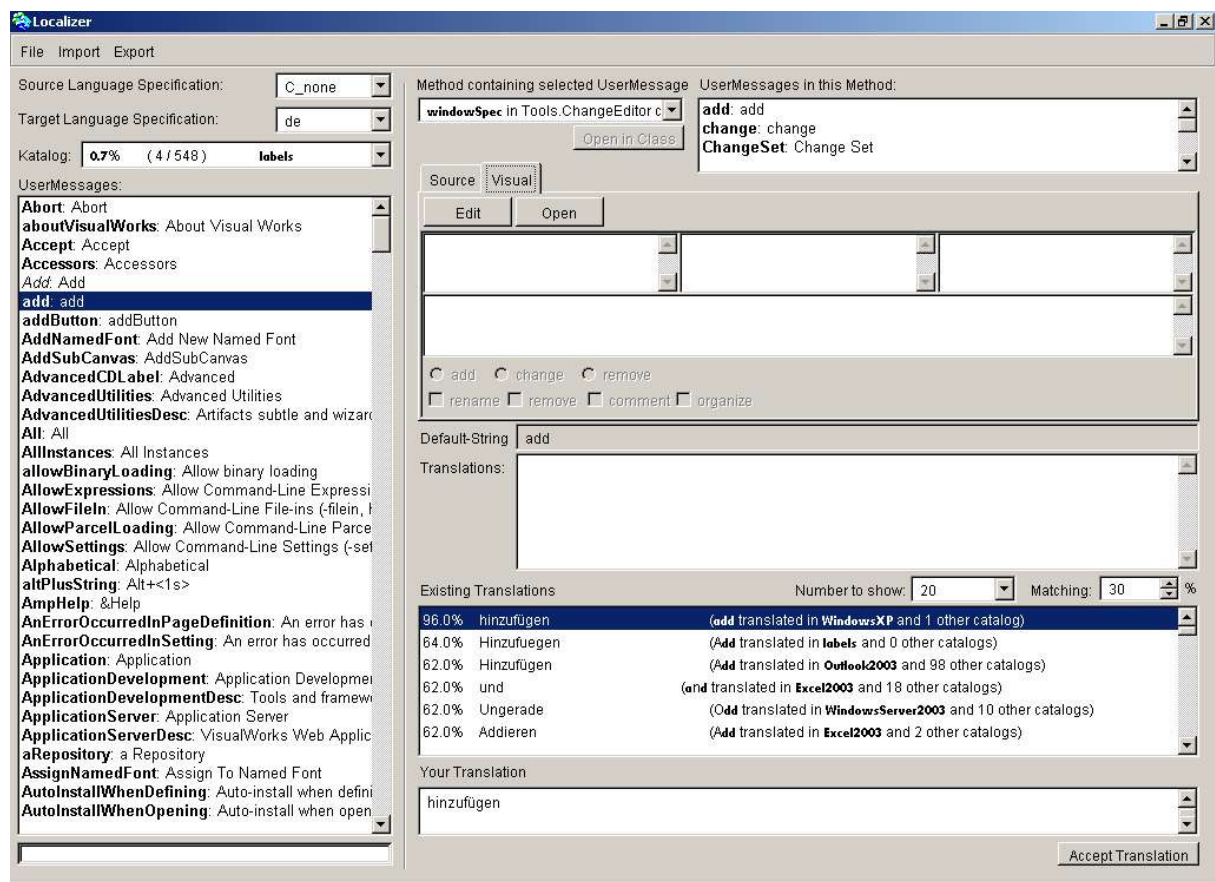 Localizer
File Import Export
Source Language Specification: C_none
Target Language Specification: de
Katalog: 0.7% (4/548) labels
UserMessages:
Abort: Abort
aboutVisualWorks: About Visual Works
Accept: Accept
Accessors: Accessors
Add: Add
add: add
addButton: addButton
AddNamedFont: Add New Named Font
AddSubCanvas: AddSubCanvas
AdvancedCDLabel: Advanced
AdvancedUtilities: Advanced Utilities
AdvancedUtilitiesDesc: Artifacts subtle and wizard
All: All
AllInstances: All Instances
allowBinaryLoading: Allow binary loading
AllowExpressions: Allow Command-Line Expressi
AllowFileIn: Allow Command-Line File-ins (-filein,
AllowParcelLoading: Allow Command-Line Parce
AllowSettings: Allow Command-Line Settings (-set
Alphabetical: Alphabetical
altPlusString: Alt+<1s>
AmpHelp: &Help
AnErrorOccurredInPageDefinition: An error has
AnErrorOccurredInSetting: An error has occurred
Application: Application
ApplicationDevelopment: Application Developmer
ApplicationDevelopmentDesc: Tools and framew
ApplicationServer: Application Server
ApplicationServerDesc: VisualWorks Web Applic
aRepository: a Repository
AssignNamedFont: Assign To Named Font
AutoInstallWhenDefining: Auto-install when defini
AutoInstallWhenOpening: Auto-install when open
Method containing selected UserMessage
windowSpec in Tools.ChangeEditor c
Open in Class
UserMessages in this Method:
add: add
change: change
ChangeSet: Change Set
Source Visual
Edit Open
add change remove
rename remove comment organize
Default-String add
Translations:
Existing Translations Number to show: 20 Matching: 30 %
96.0% hinzufügen (add translated in WindowsXP and 1 other catalog)
64.0% Hinzufuegen (Add translated in labels and 0 other catalogs)
62.0% Hinzufügen (Add translated in Outlook2003 and 98 other catalogs)
62.0% und (and translated in Excel2003 and 18 other catalogs)
62.0% Ungerade (Odd translated in WindowsServer2003 and 10 other catalogs)
62.0% Addieren (Add translated in Excel2003 and 2 other catalogs)
Your Translation
hinzufügen
Accept Translation